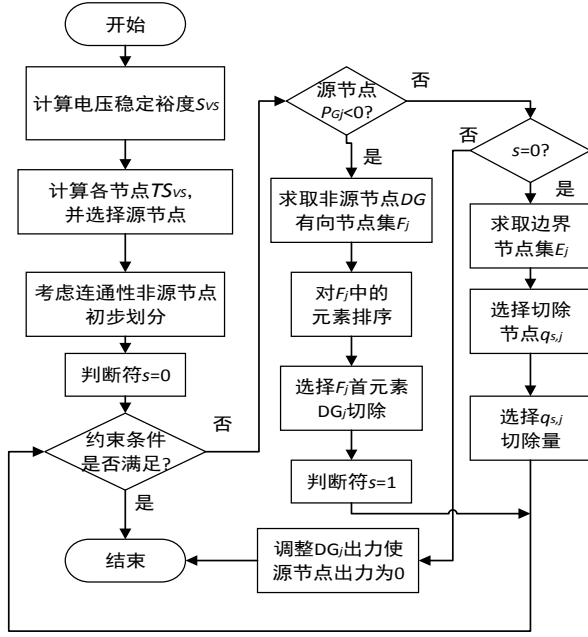 开始
计算电压稳定裕度SVS
计算各节点TSVS,
并选择源节点
考虑连通性非源节点
初步划分
判断符s=0
约束条件
是否满足?
否
是
结束
源节点
PGj<0?
否
是
求取非源节点DG
有向节点集Fj
对Fj中的
元素排序
选择Fj首元素
DGj切除
判断符s=1
调整DGj出力使
源节点出力为0
否
s=0?
是
求取边界
节点集Ej
选择切除
节点qs,j
选择qs,j
切除量